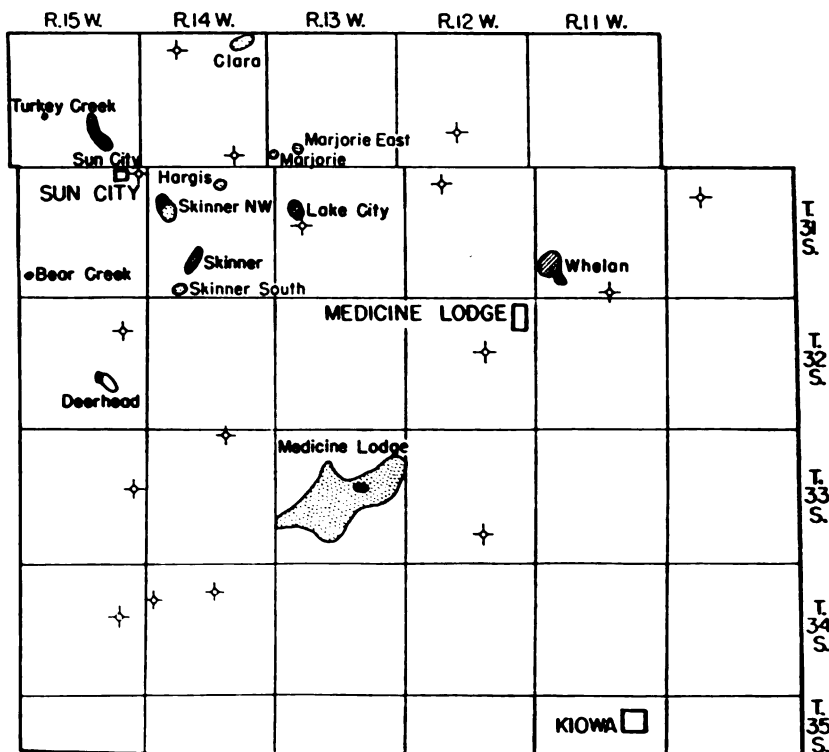 R.15 W. R.14 W. R.13 W. R.12 W. R.11 W.
Clara
Turkey Creek
Marjorie East
Sun City
Marjorie
SUN CITY
Hargis
Skinner NW
Lake City
T.
31
S.
Skinner
Whelan
Bear Creek
Skinner South
MEDICINE LODGE
T.
32
S.
Deerhead
Medicine Lodge
T.
33
S.
T.
34
S.
KIOWA
T.
35
S.